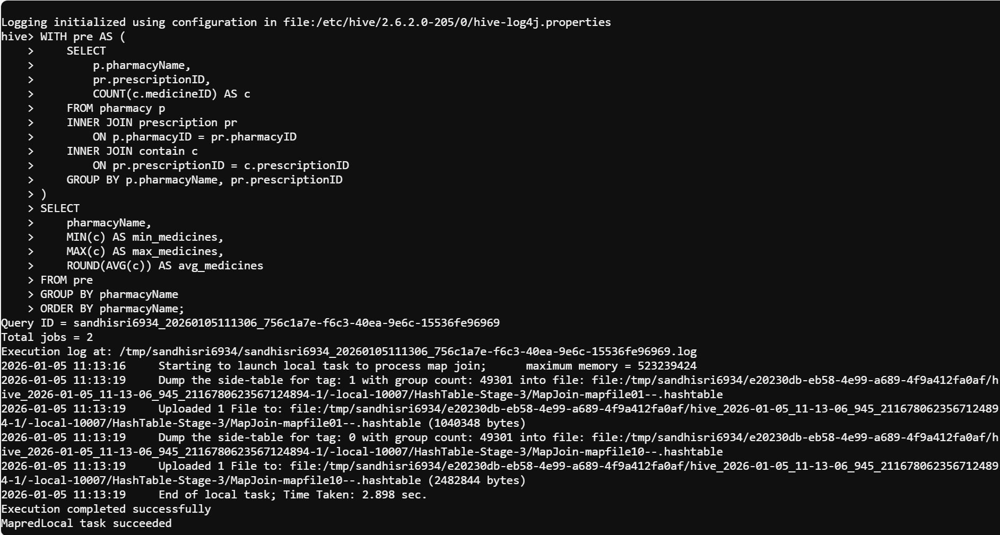 Logging initialized using configuration in file:/etc/hive/2.6.2.0-205/0/hive-log4j.properties
hive> WITH pre AS (
    >     SELECT
    >         p.pharmacyName,
    >         pr.prescriptionID,
    >         COUNT(c.medicineID) AS c
    >     FROM pharmacy p
    >     INNER JOIN prescription pr
    >         ON p.pharmacyID = pr.pharmacyID
    >     INNER JOIN contain c
    >         ON pr.prescriptionID = c.prescriptionID
    >     GROUP BY p.pharmacyName, pr.prescriptionID
    > )
    > SELECT
    >     pharmacyName,
    >     MIN(c) AS min_medicines,
    >     MAX(c) AS max_medicines,
    >     ROUND(AVG(c)) AS avg_medicines
    > FROM pre
    > GROUP BY pharmacyName
    > ORDER BY pharmacyName;
Query ID = sandhisri6934_20260105111306_756c1a7e-f6c3-40ea-9e6c-15536fe96969
Total jobs = 2
Execution log at: /tmp/sandhisri6934/sandhisri6934_20260105111306_756c1a7e-f6c3-40ea-9e6c-15536fe96969.log
2026-01-05 11:13:16     Starting to launch local task to process map join;      maximum memory = 523239424
2026-01-05 11:13:19     Dump the side-table for tag: 1 with group count: 49301 into file: file:/tmp/sandhisri6934/e20230db-eb58-4e99-a689-4f9a412fa0af/h
ive_2026-01-05_11-13-06_945_2116780623567124894-1/-local-10007/HashTable-Stage-3/MapJoin-mapfile01--.hashtable
2026-01-05 11:13:19     Uploaded 1 File to: file:/tmp/sandhisri6934/e20230db-eb58-4e99-a689-4f9a412fa0af/hive_2026-01-05_11-13-06_945_211678062356712489
4-1/-local-10007/HashTable-Stage-3/MapJoin-mapfile01--.hashtable (1040348 bytes)
2026-01-05 11:13:19     Dump the side-table for tag: 0 with group count: 49301 into file: file:/tmp/sandhisri6934/e20230db-eb58-4e99-a689-4f9a412fa0af/h
ive_2026-01-05_11-13-06_945_2116780623567124894-1/-local-10007/HashTable-Stage-3/MapJoin-mapfile10--.hashtable
2026-01-05 11:13:19     Uploaded 1 File to: file:/tmp/sandhisri6934/e20230db-eb58-4e99-a689-4f9a412fa0af/hive_2026-01-05_11-13-06_945_211678062356712489
4-1/-local-10007/HashTable-Stage-3/MapJoin-mapfile10--.hashtable (2482844 bytes)
2026-01-05 11:13:19     End of local task; Time Taken: 2.898 sec.
Execution completed successfully
MapredLocal task succeeded